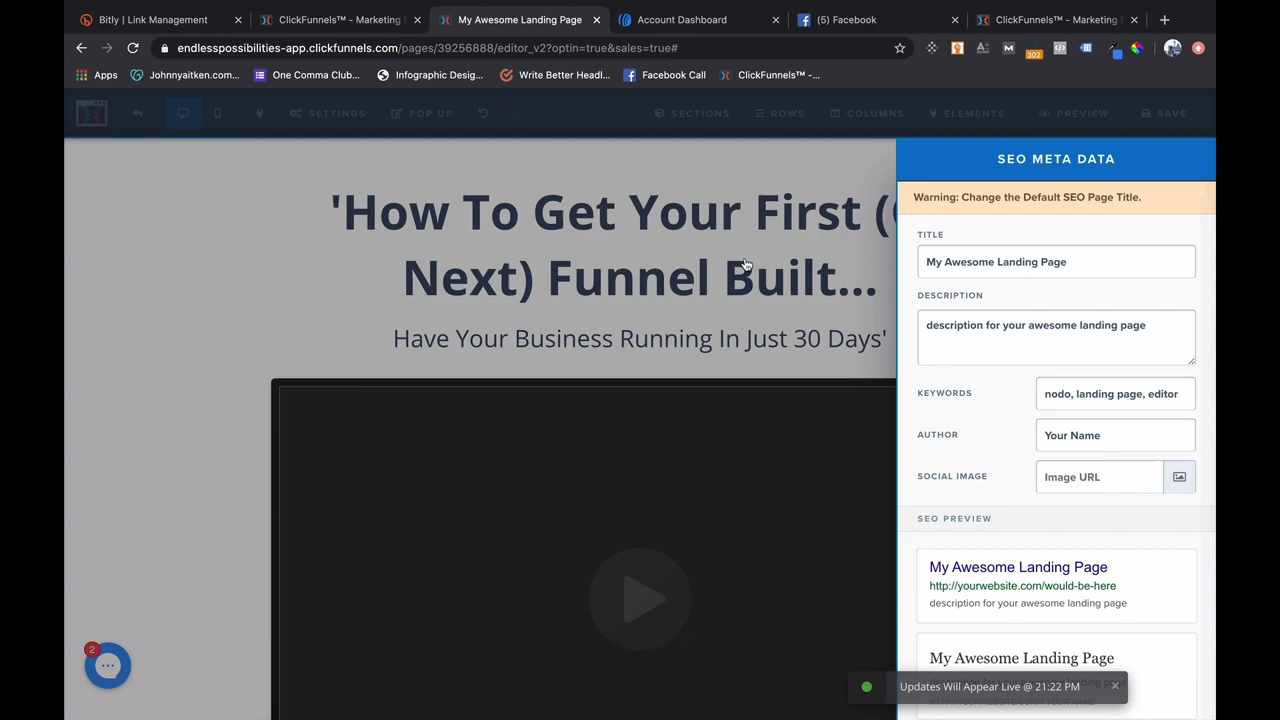 Bitly | Link Management
ClickFunnels™ - Marketing
My Awesome Landing Page
Account Dashboard
(5) Facebook
ClickFunnels™ - Marketing
endlesspossibilities-app.clickfunnels.com/pages/39256888/editor_v2?optin=true&sales=true#
302
Apps
Johnnyaitken.com...
One Comma Club...
Infographic Desig...
Write Better Headl...
Facebook Call
ClickFunnels™ -...
SETTINGS
POP UP
SECTIONS
ROWS
COLUMNS
ELEMENTS
PREVIEW
SAVE
SEO META DATA
Warning: Change the Default SEO Page Title.
'How To Get Your First (
Next) Funnel Built...
Have Your Business Running In Just 30 Days'
TITLE
My Awesome Landing Page
DESCRIPTION
description for your awesome landing page
KEYWORDS
nodo, landing page, editor
AUTHOR
Your Name
SOCIAL IMAGE
Image URL
SEO PREVIEW
My Awesome Landing Page
http://yourwebsite.com/would-be-here
description for your awesome landing page
My Awesome Landing Page
Updates Will Appear Live @ 21:22 PM
2